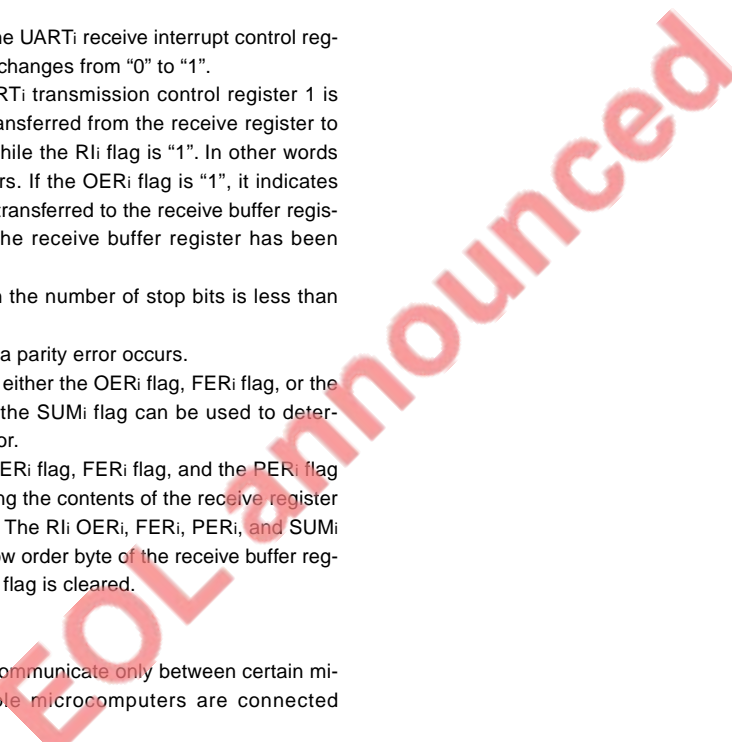 ne UARTi receive interrupt control reg-
changes from “0” to “1”.
RTi transmission control register 1 is
ansferred from the receive register to
hile the RIi flag is “1”. In other words
rs. If the OERi flag is “1”, it indicates
transferred to the receive buffer regis-
he receive buffer register has been
n the number of stop bits is less than
a parity error occurs.
either the OERi flag, FERi flag, or the
the SUMi flag can be used to deter-
or.
ERi flag, FERi flag, and the PERi flag
ng the contents of the receive register
The RIi OERi, FERi, PERi, and SUMi
ow order byte of the receive buffer reg-
flag is cleared.
ommunicate only between certain mi-
ple microcomputers are connected
EOL announced